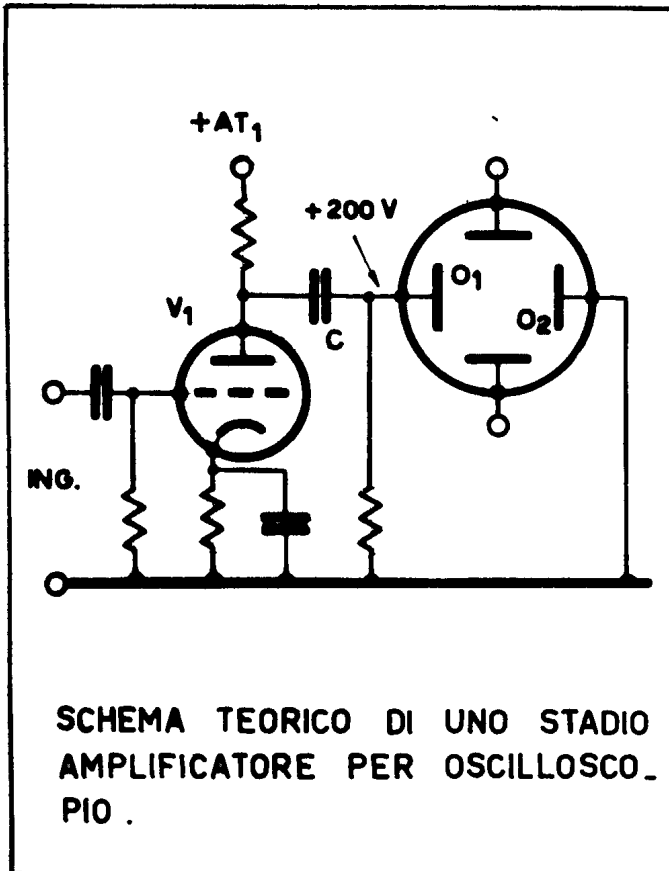 +AT₁
+200 V
V₁
C
O₁
O₂
ING.
SCHEMA TEORICO DI UNO STADIO
AMPLIFICATORE PER OSCILLOSCO_
PIO .